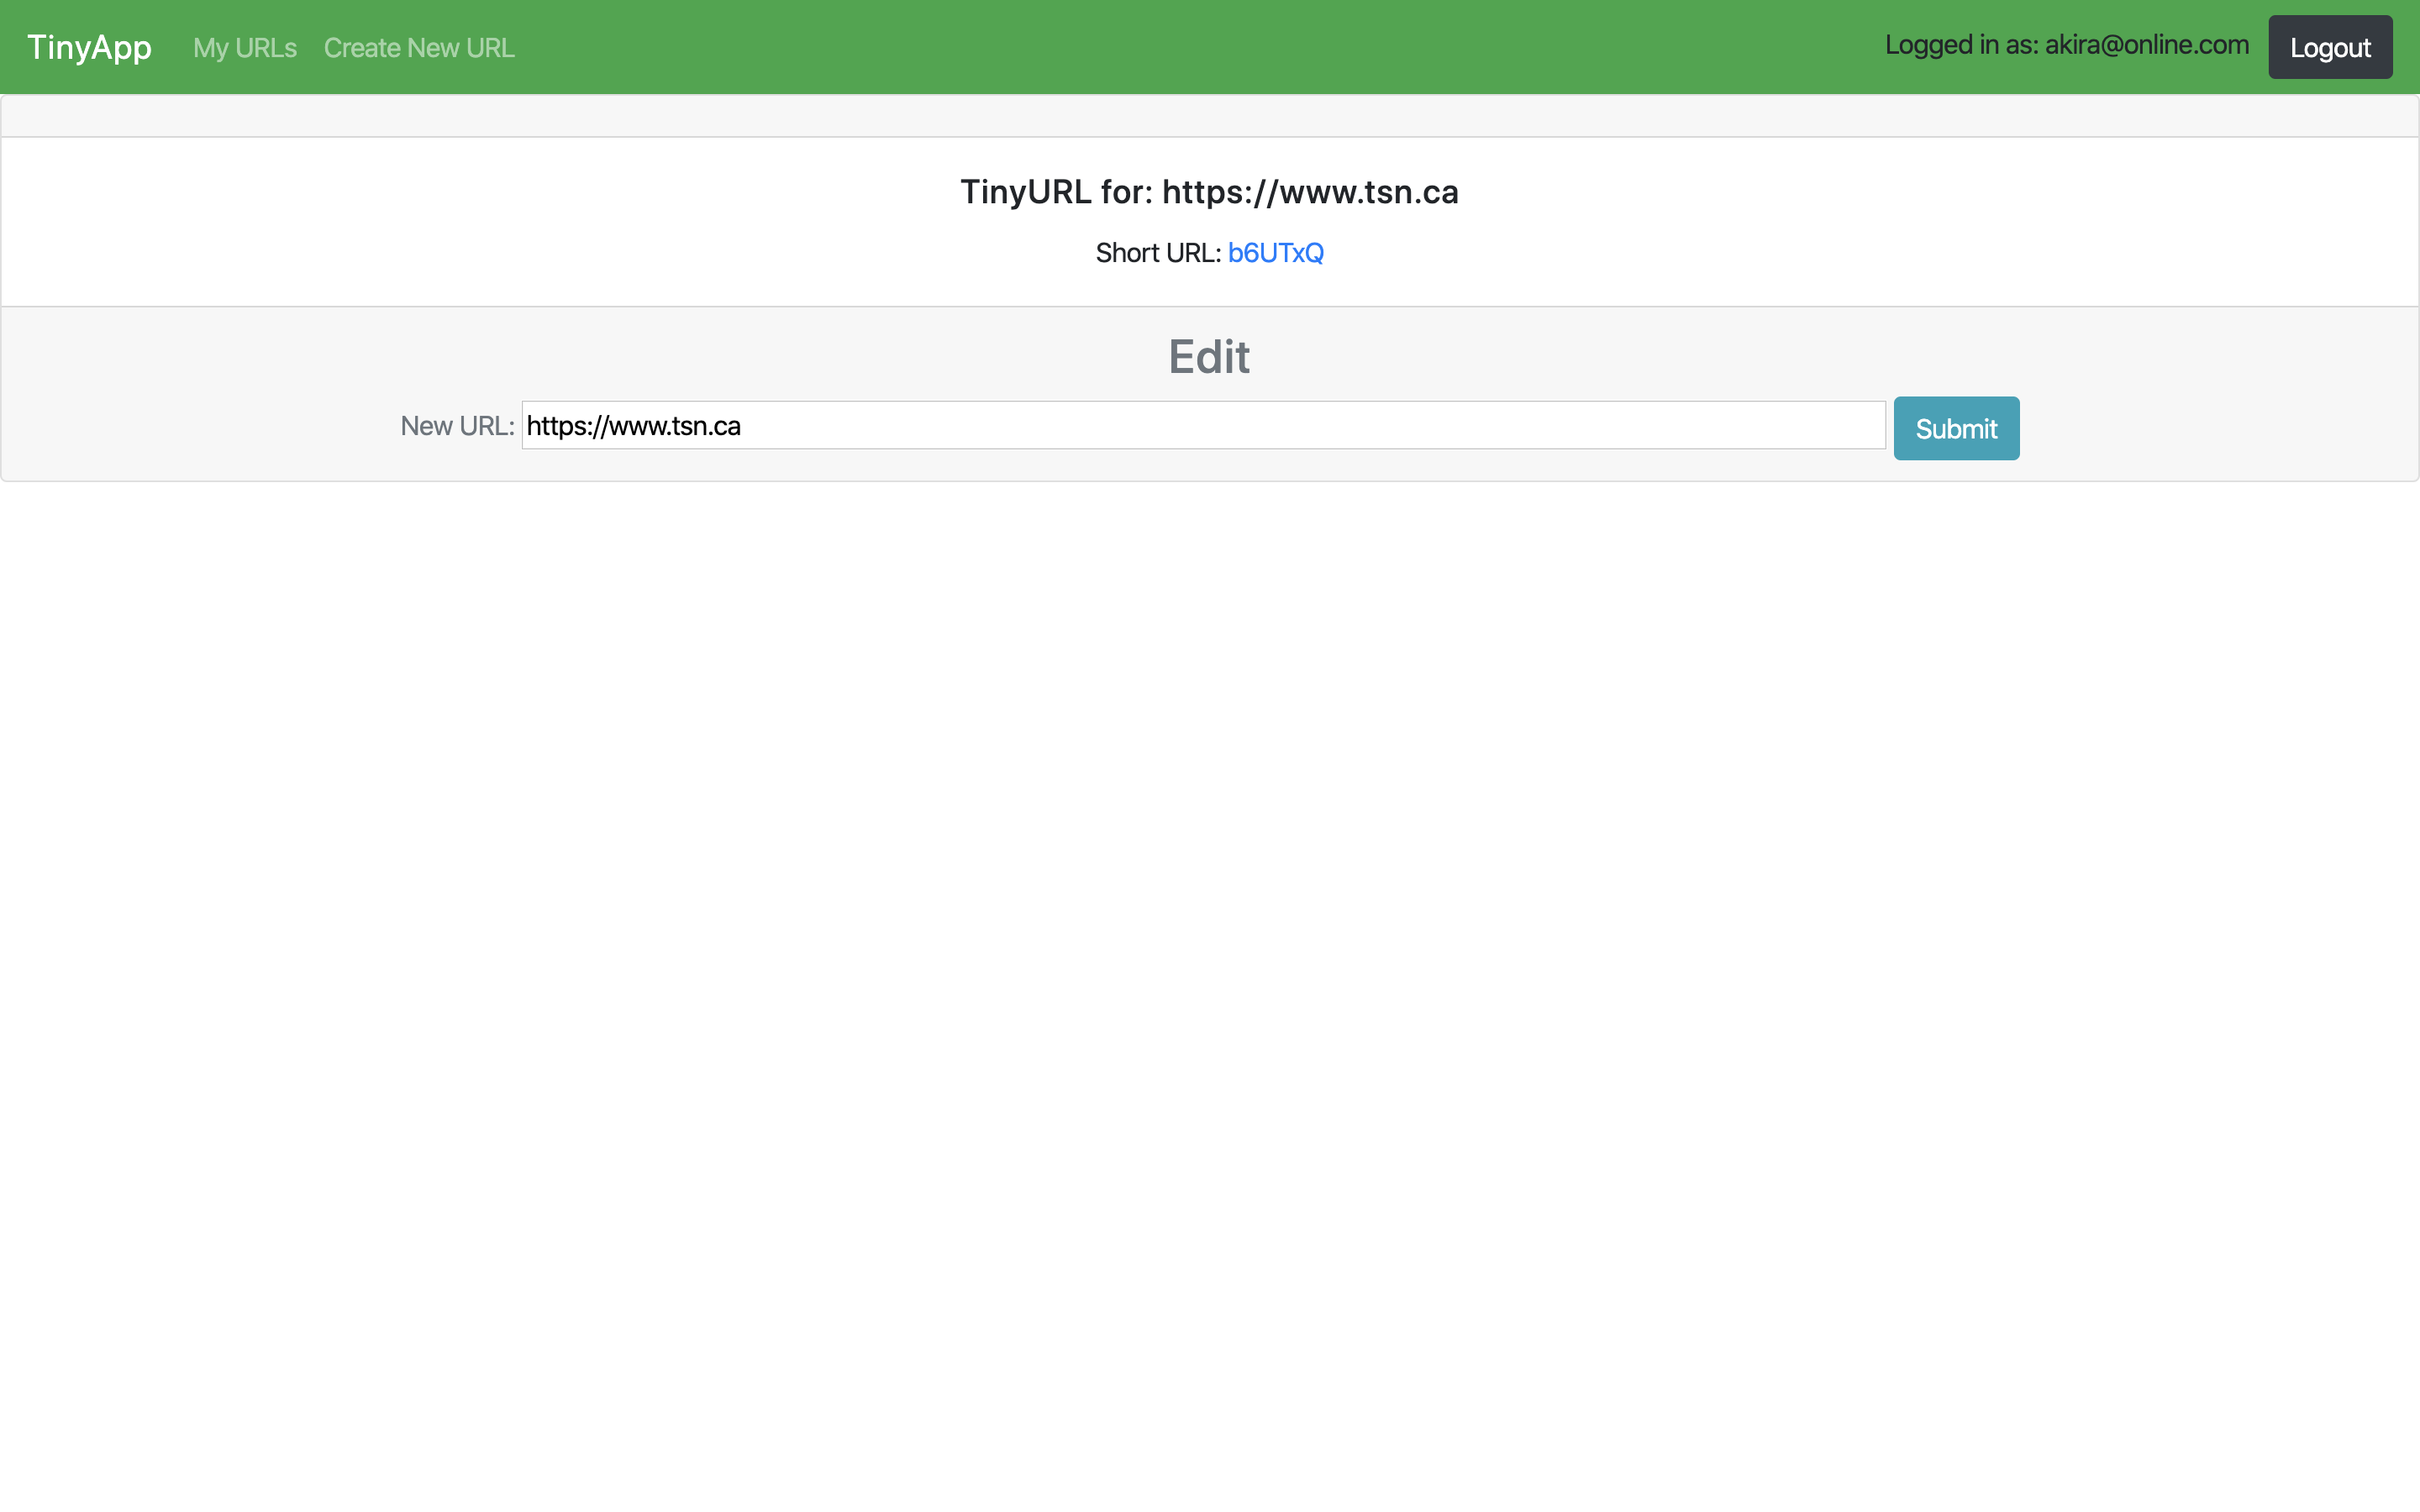 TinyApp My URLs Create New URL Logged in as: akira@online.com Logout
TinyURL for: https://www.tsn.ca
Short URL: b6UTxQ
Edit
New URL: https://www.tsn.ca Submit